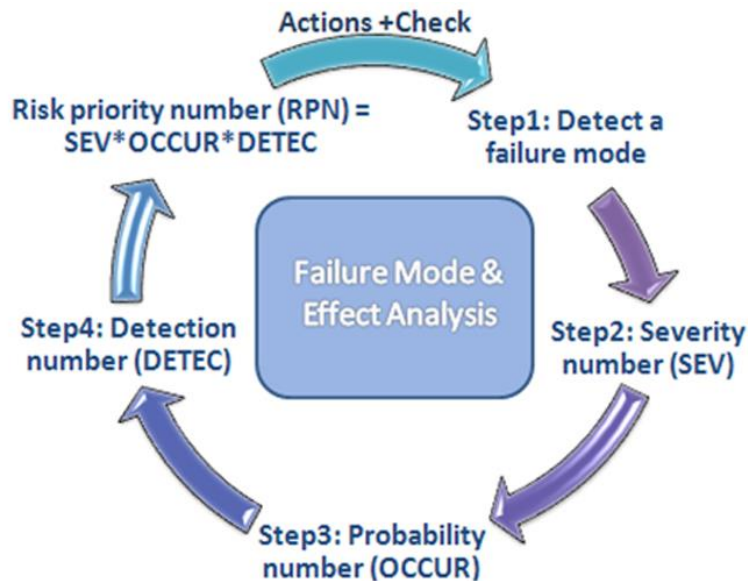 Actions +Check
Step1: Detect a
failure mode
Step2: Severity
number (SEV)
Step3: Probability
number (OCCUR)
Step4: Detection
number (DETEC)
Risk priority number (RPN) =
SEV*OCCUR*DETEC
Failure Mode &
Effect Analysis